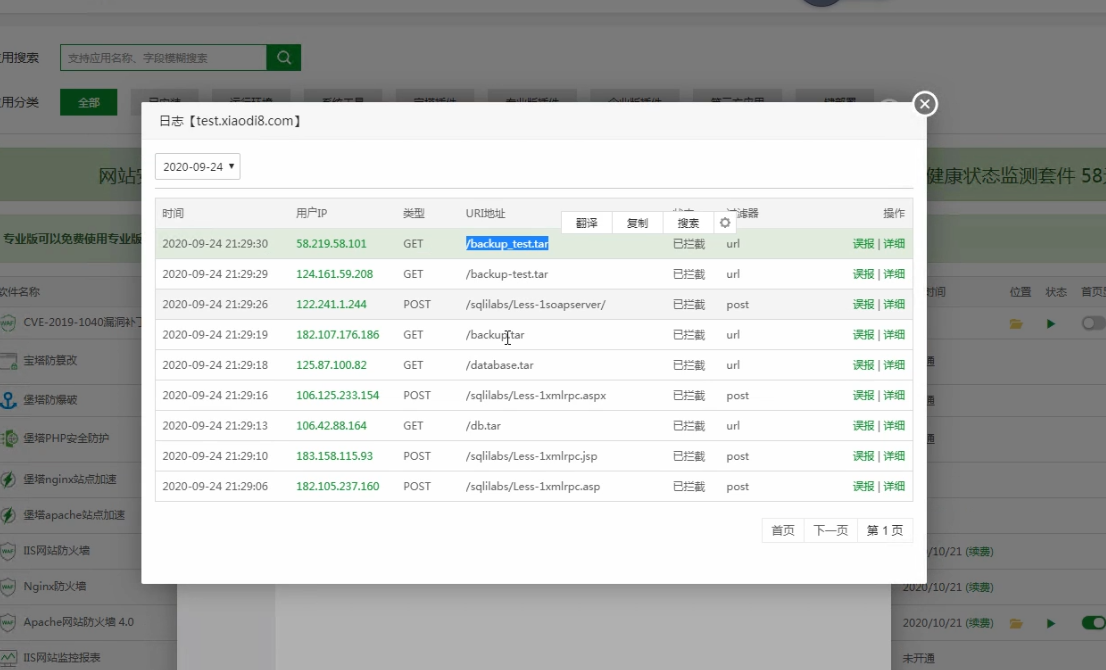 用搜索 支持应用名称、字段模糊搜索
用分类 全部
日志【test.xiaodi8.com】
2020-09-24
网站安 健康状态监测套件 58
专业版可以免费使用专业版
时间 用户IP 类型 URI地址 状态 过滤器 操作
翻译 复制 搜索
2020-09-24 21:29:30 58.219.58.101 GET /backup_test.tar 已拦截 url 误报 | 详细
2020-09-24 21:29:29 124.161.59.208 GET /backup-test.tar 已拦截 url 误报 | 详细
2020-09-24 21:29:26 122.241.1.244 POST /sqlilabs/Less-1soapserver/ 已拦截 post 误报 | 详细
2020-09-24 21:29:19 182.107.176.186 GET /backup.tar 已拦截 url 误报 | 详细
2020-09-24 21:29:18 125.87.100.82 GET /database.tar 已拦截 url 误报 | 详细
2020-09-24 21:29:16 106.125.233.154 POST /sqlilabs/Less-1xmlrpc.aspx 已拦截 post 误报 | 详细
2020-09-24 21:29:13 106.42.88.164 GET /db.tar 已拦截 url 误报 | 详细
2020-09-24 21:29:10 183.158.115.93 POST /sqlilabs/Less-1xmlrpc.jsp 已拦截 post 误报 | 详细
2020-09-24 21:29:06 182.105.237.160 POST /sqlilabs/Less-1xmlrpc.asp 已拦截 post 误报 | 详细
首页 下一页 第 1 页
软件名称 时间 位置 状态 首页显
CVE-2019-1040漏洞补丁
宝塔防篡改 通
堡塔防爆破 通
堡塔PHP安全防护 通
堡塔nginx站点加速
堡塔apache站点加速
IIS网站防火墙 /10/21 (续费)
Nginx防火墙 2020/10/21 (续费)
Apache网站防火墙 4.0 2020/10/21 (续费)
IIS网站监控报表 未开通